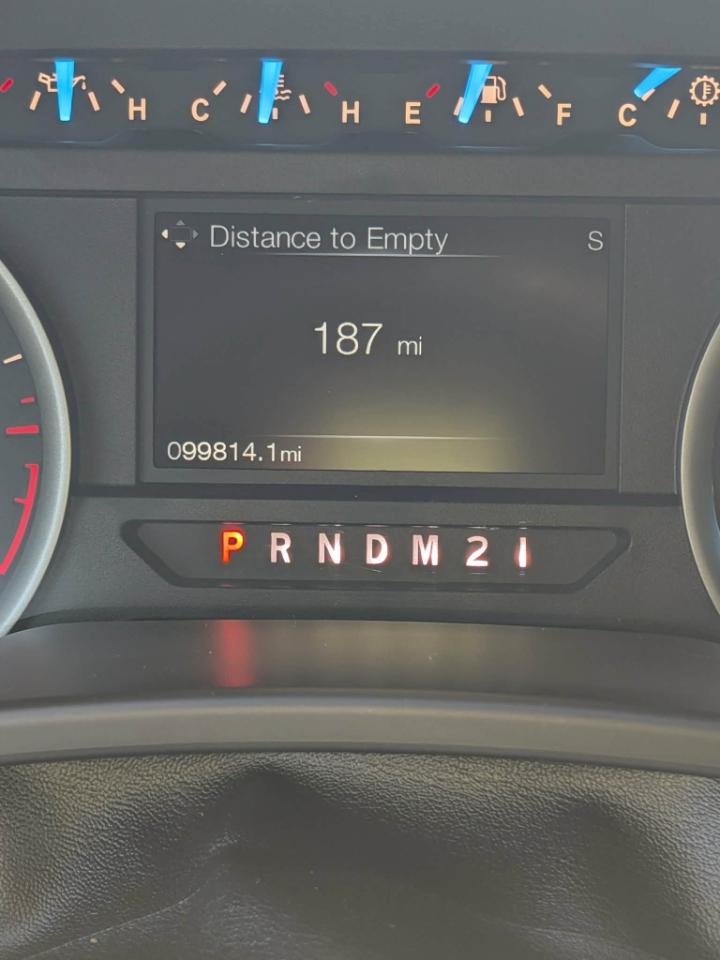 H C H E F C
Distance to Empty S
187 mi
099814.1mi
P R N D M 2 1